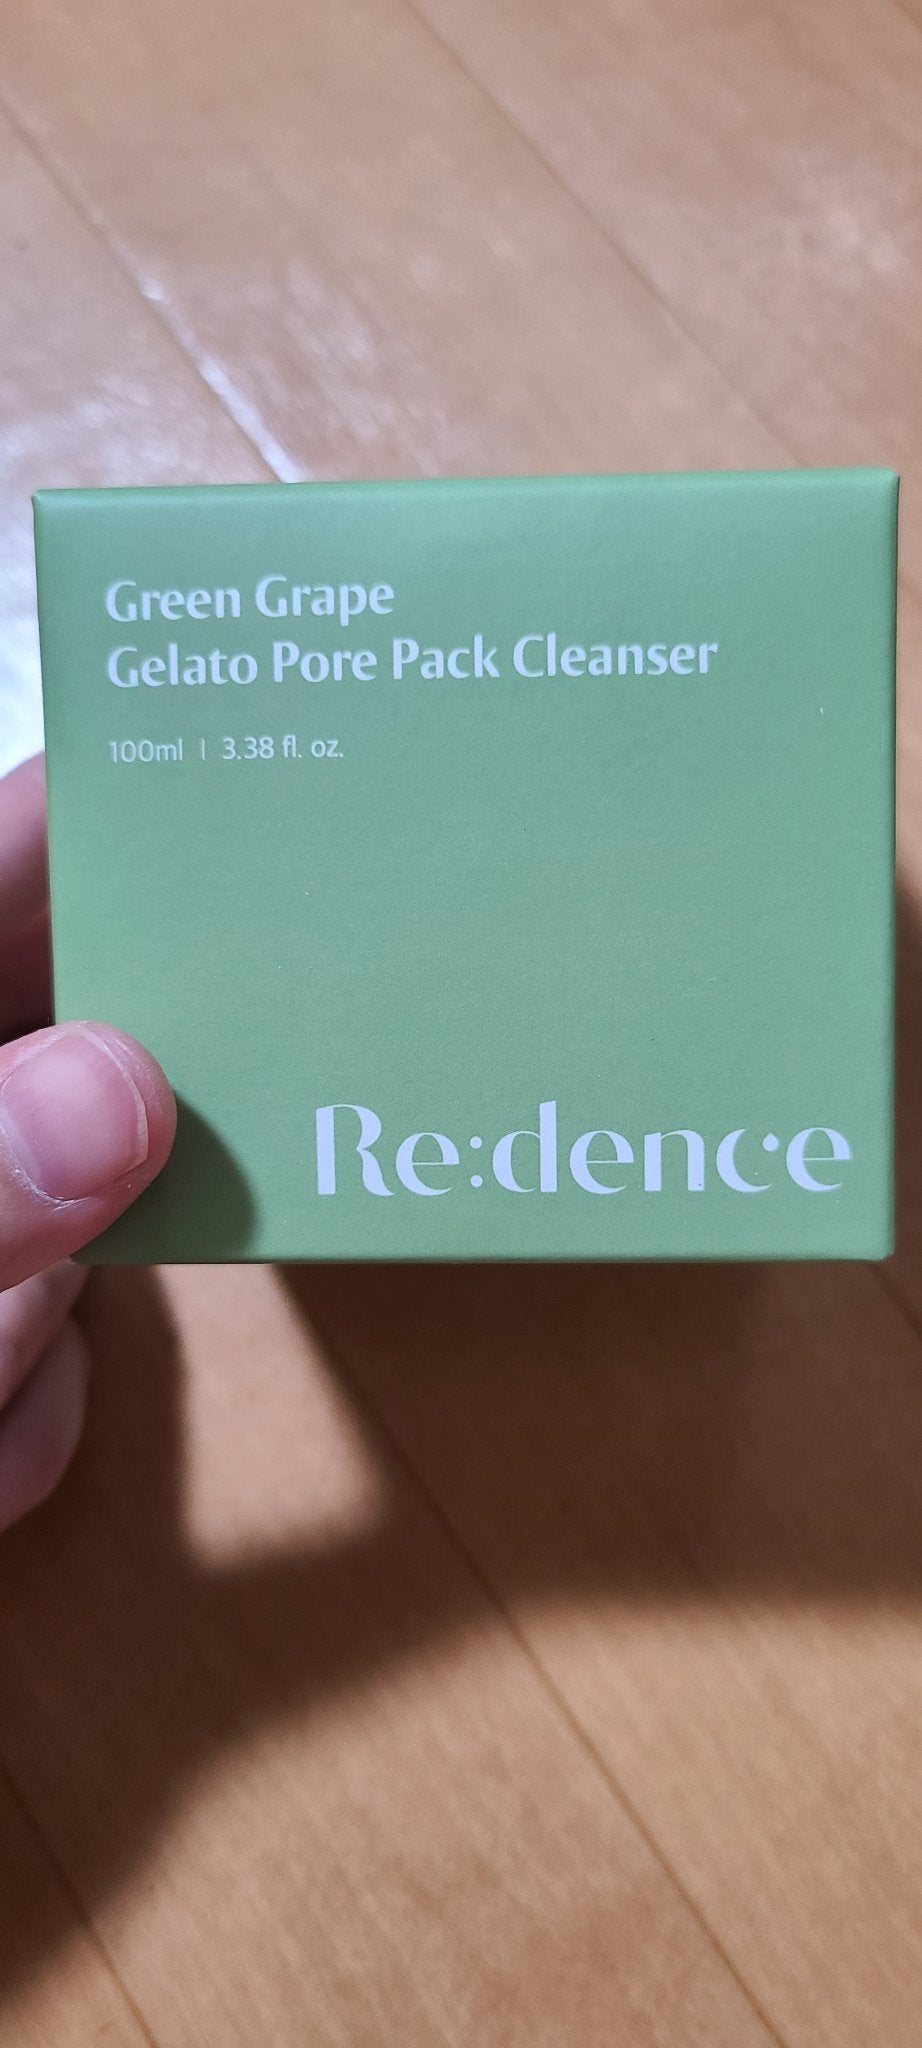 Green Grape
Gelato Pore Pack Cleanser
100ml | 3.38 fl. oz.
Re:dence